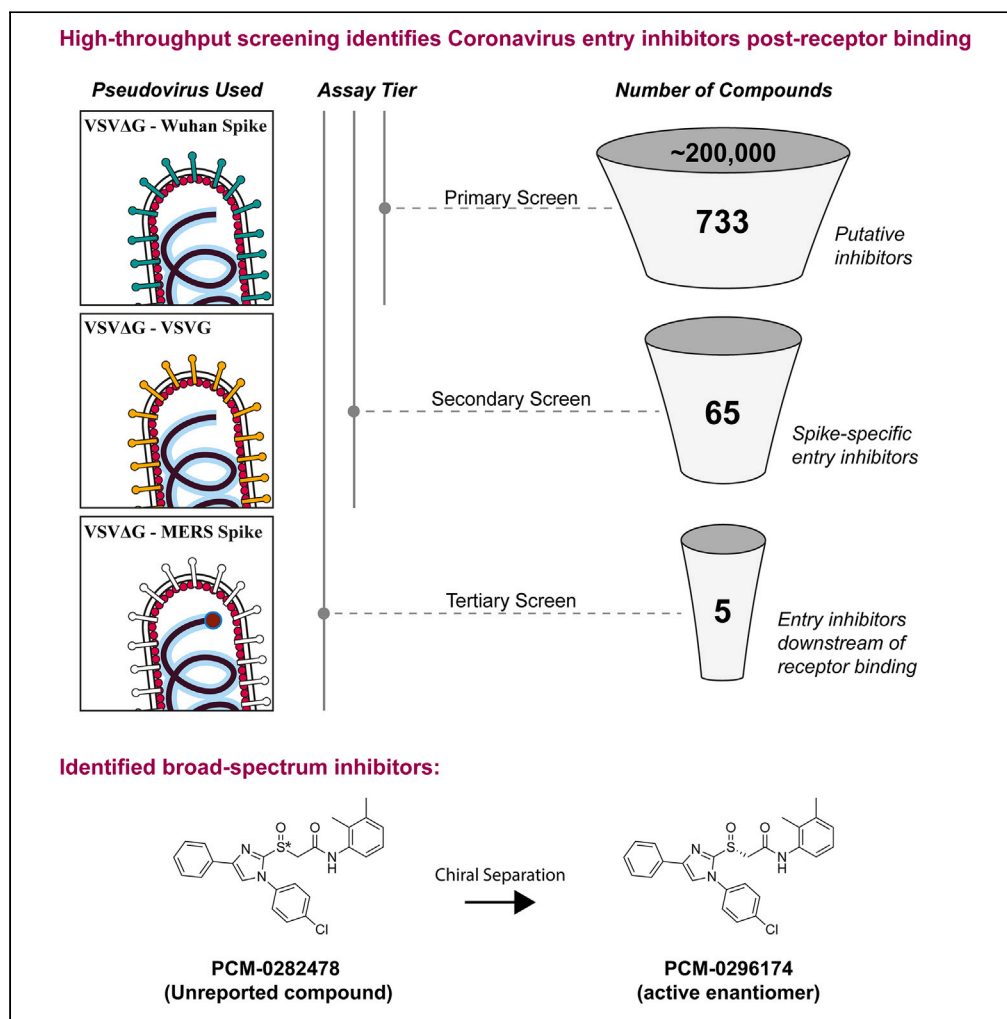 High-throughput screening identifies Coronavirus entry inhibitors post-receptor binding
Pseudovirus Used
Assay Tier
Number of Compounds
VSVΔG - Wuhan Spike
~200,000
Primary Screen
733
Putative
inhibitors
VSVΔG - VSVG
Secondary Screen
65
Spike-specific
entry inhibitors
VSVΔG - MERS Spike
Tertiary Screen
5
Entry inhibitors
downstream of
receptor binding
Identified broad-spectrum inhibitors:
O
S*
O
N
H
N
N
Cl
Chiral Separation
O
S
O
N
H
N
N
Cl
PCM-0282478
(Unreported compound)
PCM-0296174
(active enantiomer)